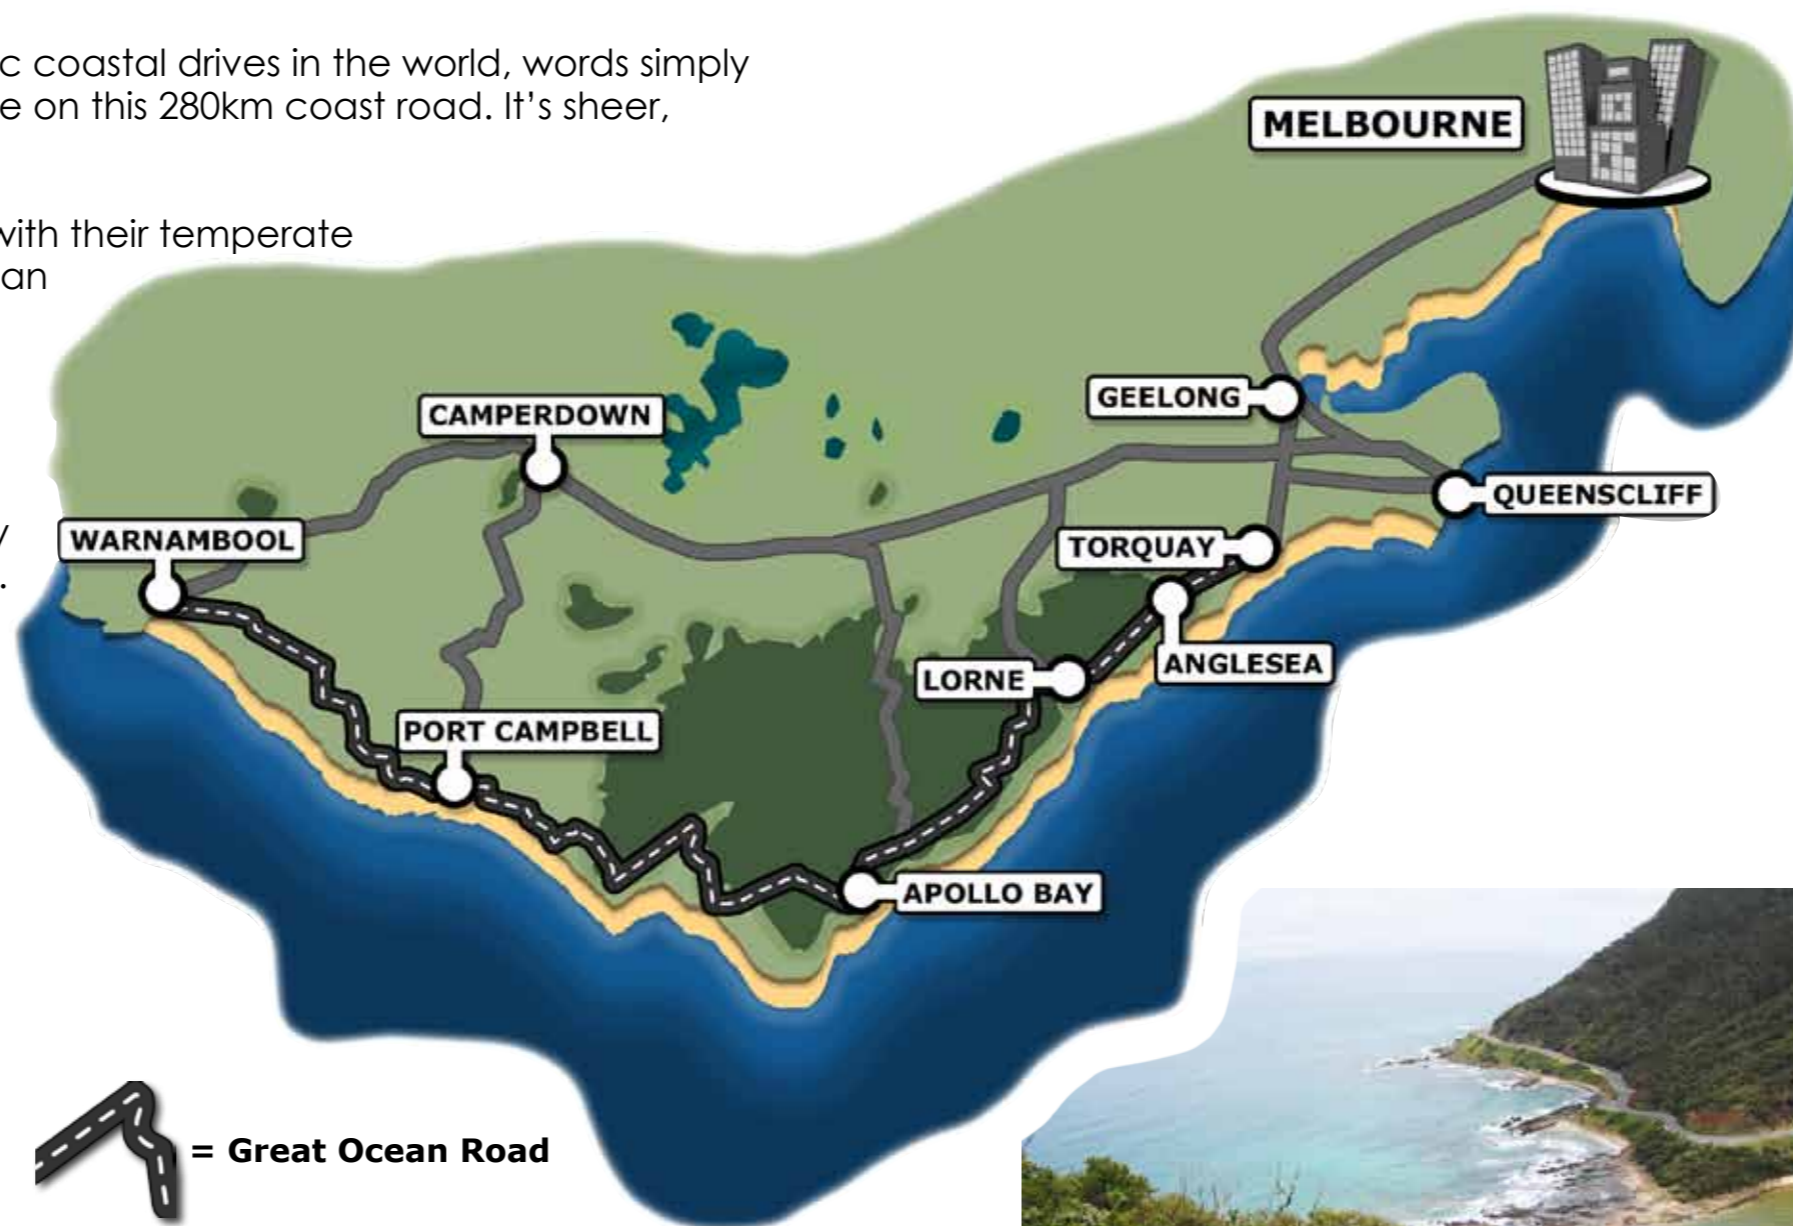 c coastal drives in the world, words simply
e on this 280km coast road. It's sheer,
with their temperate
an
y
.
MELBOURNE
GEELONG
CAMPERDOWN
QUEENSCLIFF
WARNAMBOOL
TORQUAY
ANGLESEA
LORNE
PORT CAMPBELL
APOLLO BAY
= Great Ocean Road